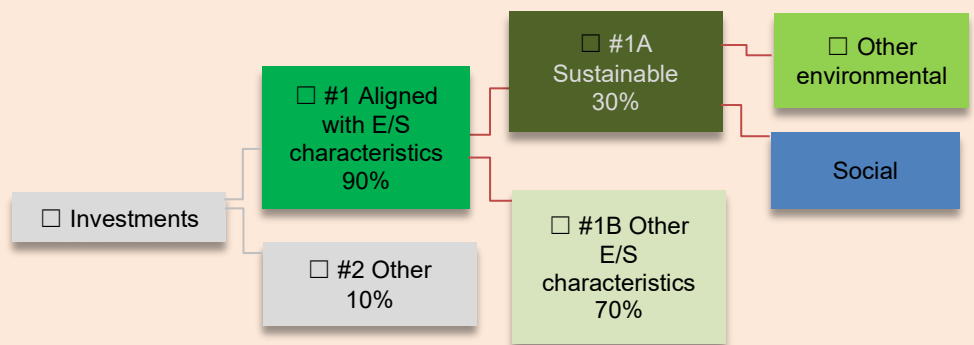 ☐ Investments
☐ #1 Aligned
with E/S
characteristics
90%
☐ #2 Other
10%
☐ #1A
Sustainable
30%
☐ #1B Other
E/S
characteristics
70%
☐ Other
environmental
Social